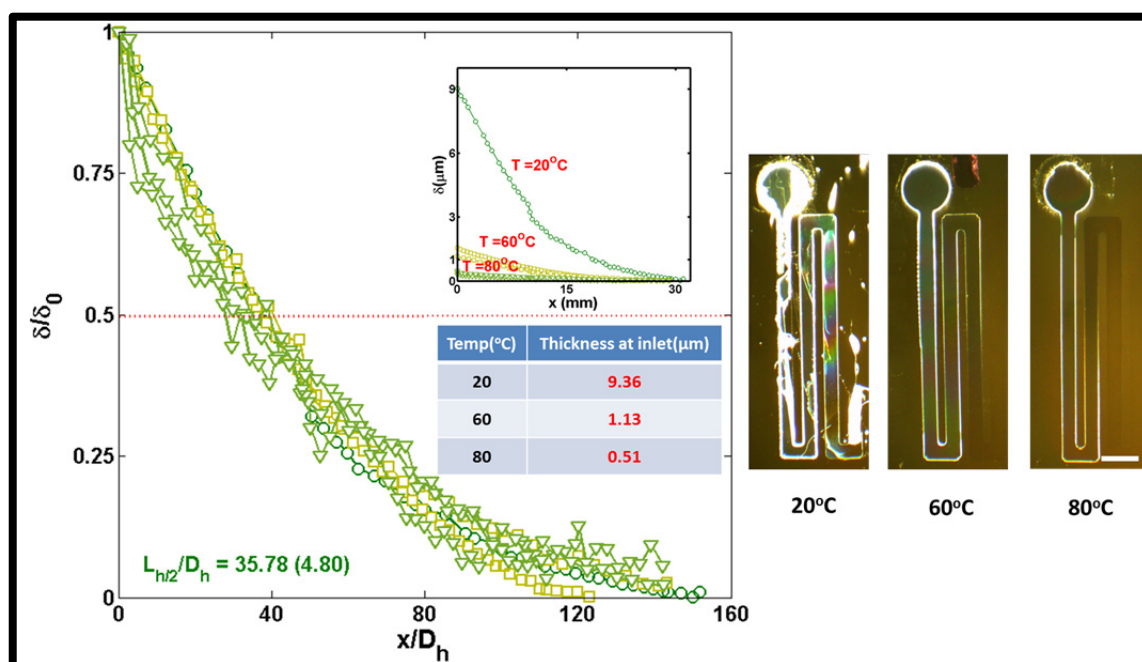 1
0.75
0.5
0.25
0
δ/δ₀
0 40 80 120 160
x/Dₕ
L_{h/2}/Dₕ = 35.78 (4.80)
9
6
3
1
0
δ(μm)
0 15 30
x (mm)
T =20°C
T =60°C
T =80°C
Temp(°C) Thickness at inlet(μm)
20 9.36
60 1.13
80 0.51
20°C 60°C 80°C